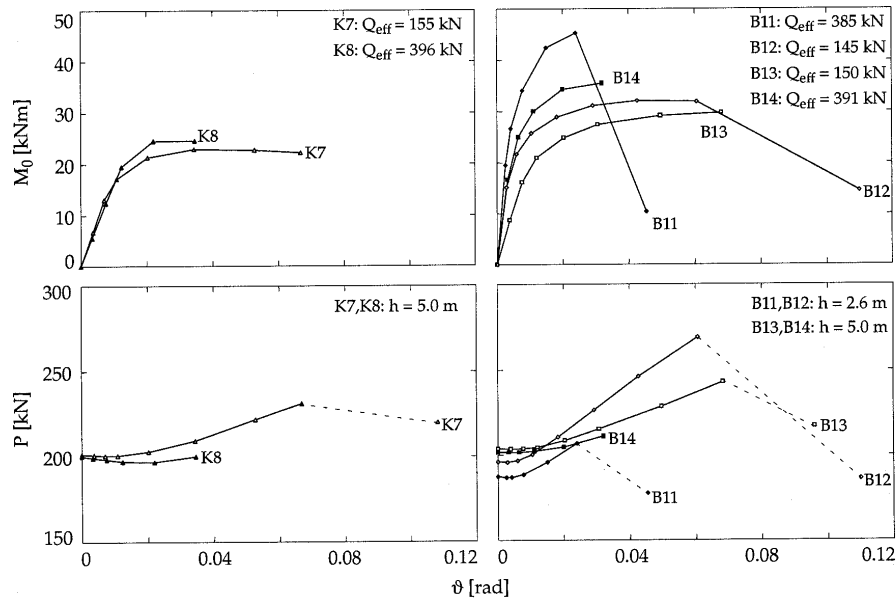 50
40
30
20
10
0
M₀ [kNm]
K7: Q_eff = 155 kN
K8: Q_eff = 396 kN
K8
K7
B11: Q_eff = 385 kN
B12: Q_eff = 145 kN
B13: Q_eff = 150 kN
B14: Q_eff = 391 kN
B14
B13
B12
B11
300
250
200
150
P [kN]
K7,K8: h = 5.0 m
K7
K8
B11,B12: h = 2.6 m
B13,B14: h = 5.0 m
B14
B13
B12
B11
0 0.04 0.08 0.12
0 0.04 0.08 0.12
ϑ [rad]